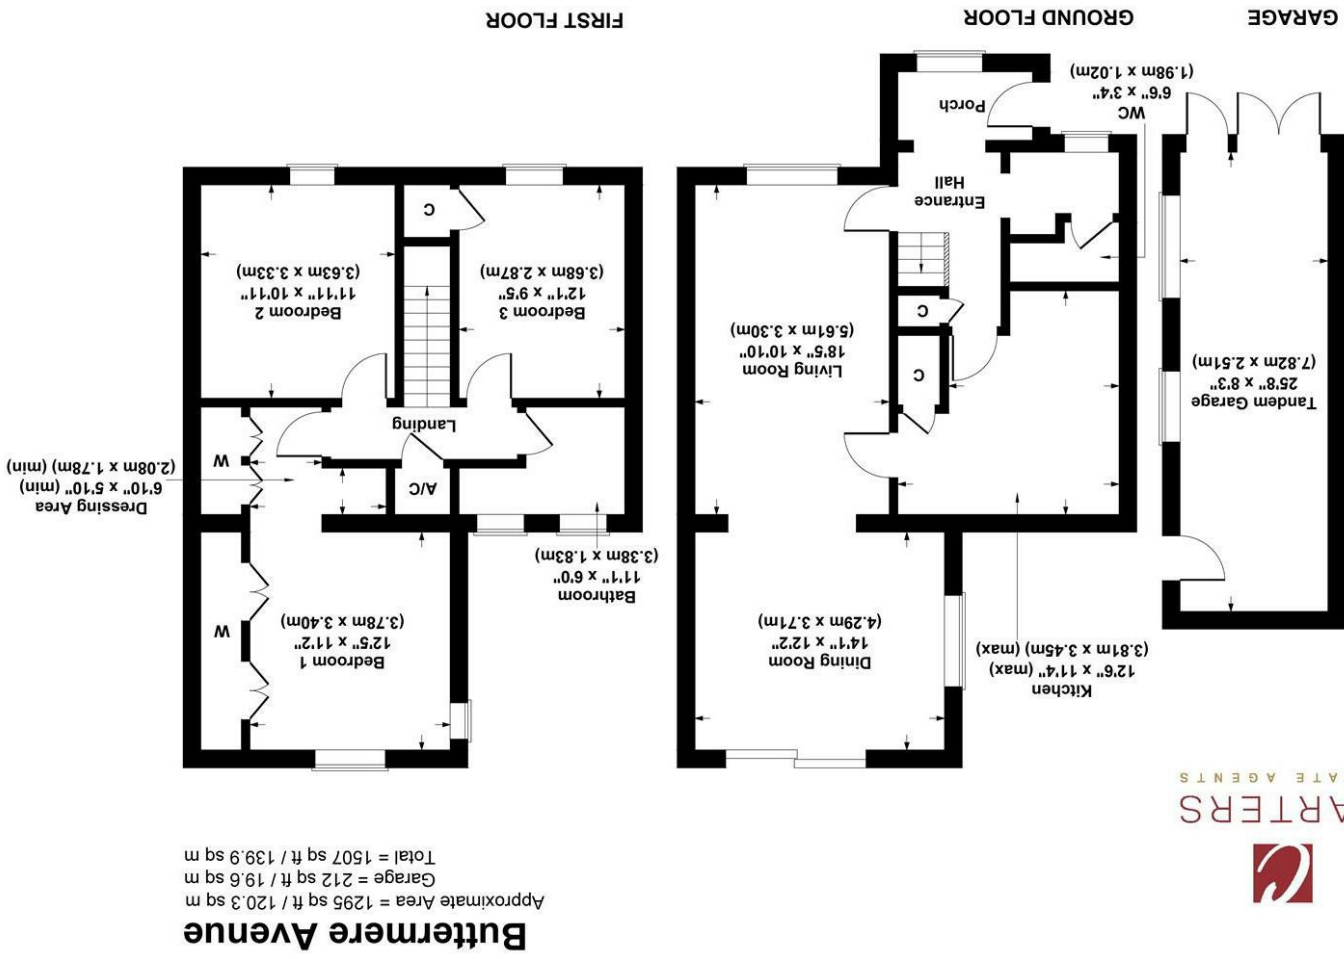 Buttermere Avenue
Approximate Area = 1295 sq ft / 120.3 sq m
Garage = 212 sq ft / 19.6 sq m
Total = 1507 sq ft / 139.9 sq m
ARTERS
ATE AGENTS
Kitchen
12'6" x 11'4" (max)
(3.81m x 3.45m) (max)
Dining Room
14'1" x 12'2"
(4.29m x 3.71m)
Bedroom 1
12'5" x 11'2"
(3.78m x 3.40m)
W
Bathroom
11'1" x 6'0"
(3.38m x 1.83m)
Dressing Area
6'10" x 5'10" (min)
(2.08m x 1.78m) (min)
A/C
W
Landing
Tandem Garage
25'8" x 8'3"
(7.82m x 2.51m)
C
Living Room
18'5" x 10'10"
(5.61m x 3.30m)
C
Bedroom 3
12'1" x 9'5"
(3.68m x 2.87m)
Bedroom 2
11'11" x 10'11"
(3.63m x 3.33m)
C
Entrance
Hall
WC
6'6" x 3'4"
(1.98m x 1.02m)
Porch
GARAGE
GROUND FLOOR
FIRST FLOOR